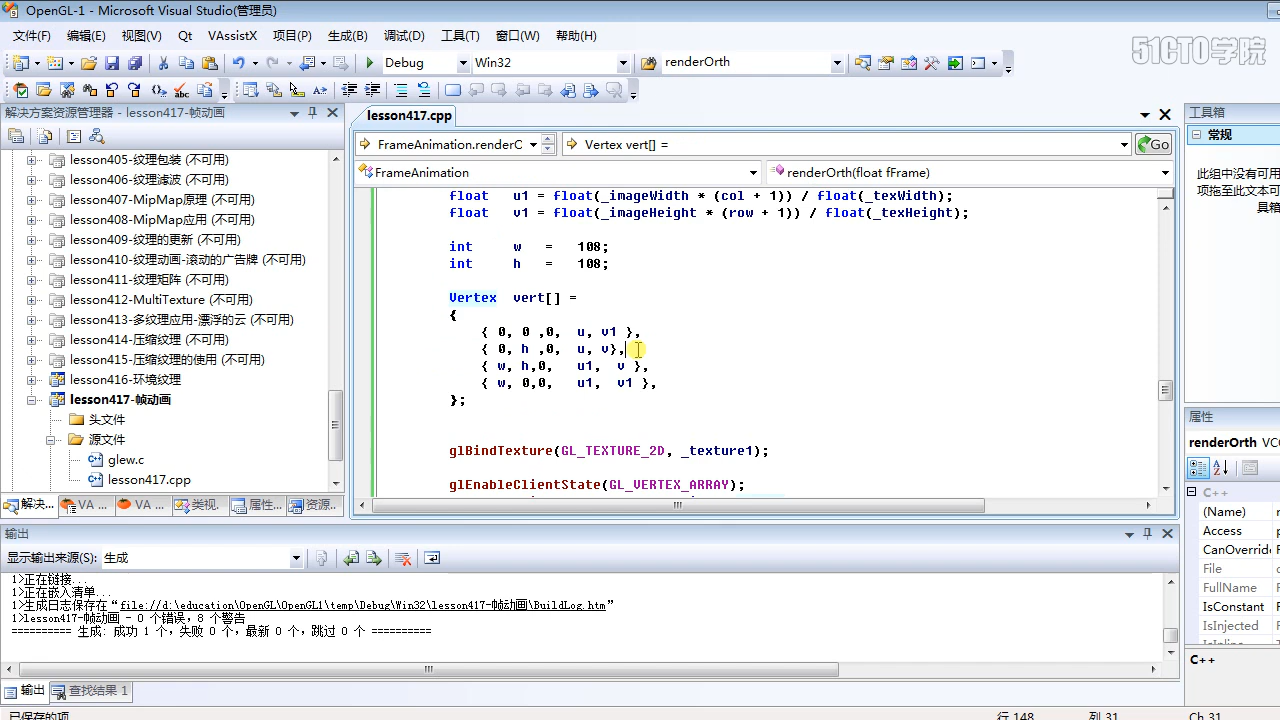 OpenGL-1 - Microsoft Visual Studio(管理员)
文件(F) 编辑(E) 视图(V) Qt VAssistX 项目(P) 生成(B) 调试(D) 工具(T) 窗口(W) 帮助(H)
51CTO学院
Debug Win32 renderOrth
解决方案资源管理器 - lesson417-帧动画
lesson405-纹理包装 (不可用)
lesson406-纹理滤波 (不可用)
lesson407-MipMap原理 (不可用)
lesson408-MipMap应用 (不可用)
lesson409-纹理的更新 (不可用)
lesson410-纹理动画-滚动的广告牌 (不可用)
lesson411-纹理矩阵 (不可用)
lesson412-MultiTexture (不可用)
lesson413-多纹理应用-漂浮的云 (不可用)
lesson414-压缩纹理 (不可用)
lesson415-压缩纹理的使用 (不可用)
lesson416-环境纹理
lesson417-帧动画
头文件
源文件
glew.c
lesson417.cpp
解决... VA ... VA ... 类视... 属性... 资源...
lesson417.cpp
FrameAnimation.renderC Vertex vert[] = Go
FrameAnimation renderOrth(float fFrame)
float u1 = float(_imageWidth * (col + 1)) / float(_texWidth);
float v1 = float(_imageHeight * (row + 1)) / float(_texHeight);
int w = 108;
int h = 108;
Vertex vert[] =
{
{ 0, 0 ,0, u, v1 },
{ 0, h ,0, u, v},
{ w, h,0, u1, v },
{ w, 0,0, u1, v1 },
};
glBindTexture(GL_TEXTURE_2D, _texture1);
glEnableClientState(GL_VERTEX_ARRAY);
工具箱
常规
此组中没有可用
项拖至此文本可
具箱
属性
renderOrth VC
C++
(Name)
Access
CanOverride
File
FullName
IsConstant
IsInjected
IsInline
C++
输出
显示输出来源(S): 生成
1>正在链接...
1>正在嵌入清单...
1>生成日志保存在“file://d:\education\OpenGL\OpenGL1\temp\Debug\Win32\lesson417-帧动画\BuildLog.htm”
1>lesson417-帧动画 - 0 个错误，8 个警告
========== 生成: 成功 1 个，失败 0 个，最新 0 个，跳过 0 个 ==========
输出 查找结果 1
已保存的项 行 148 列 31 Ch 31